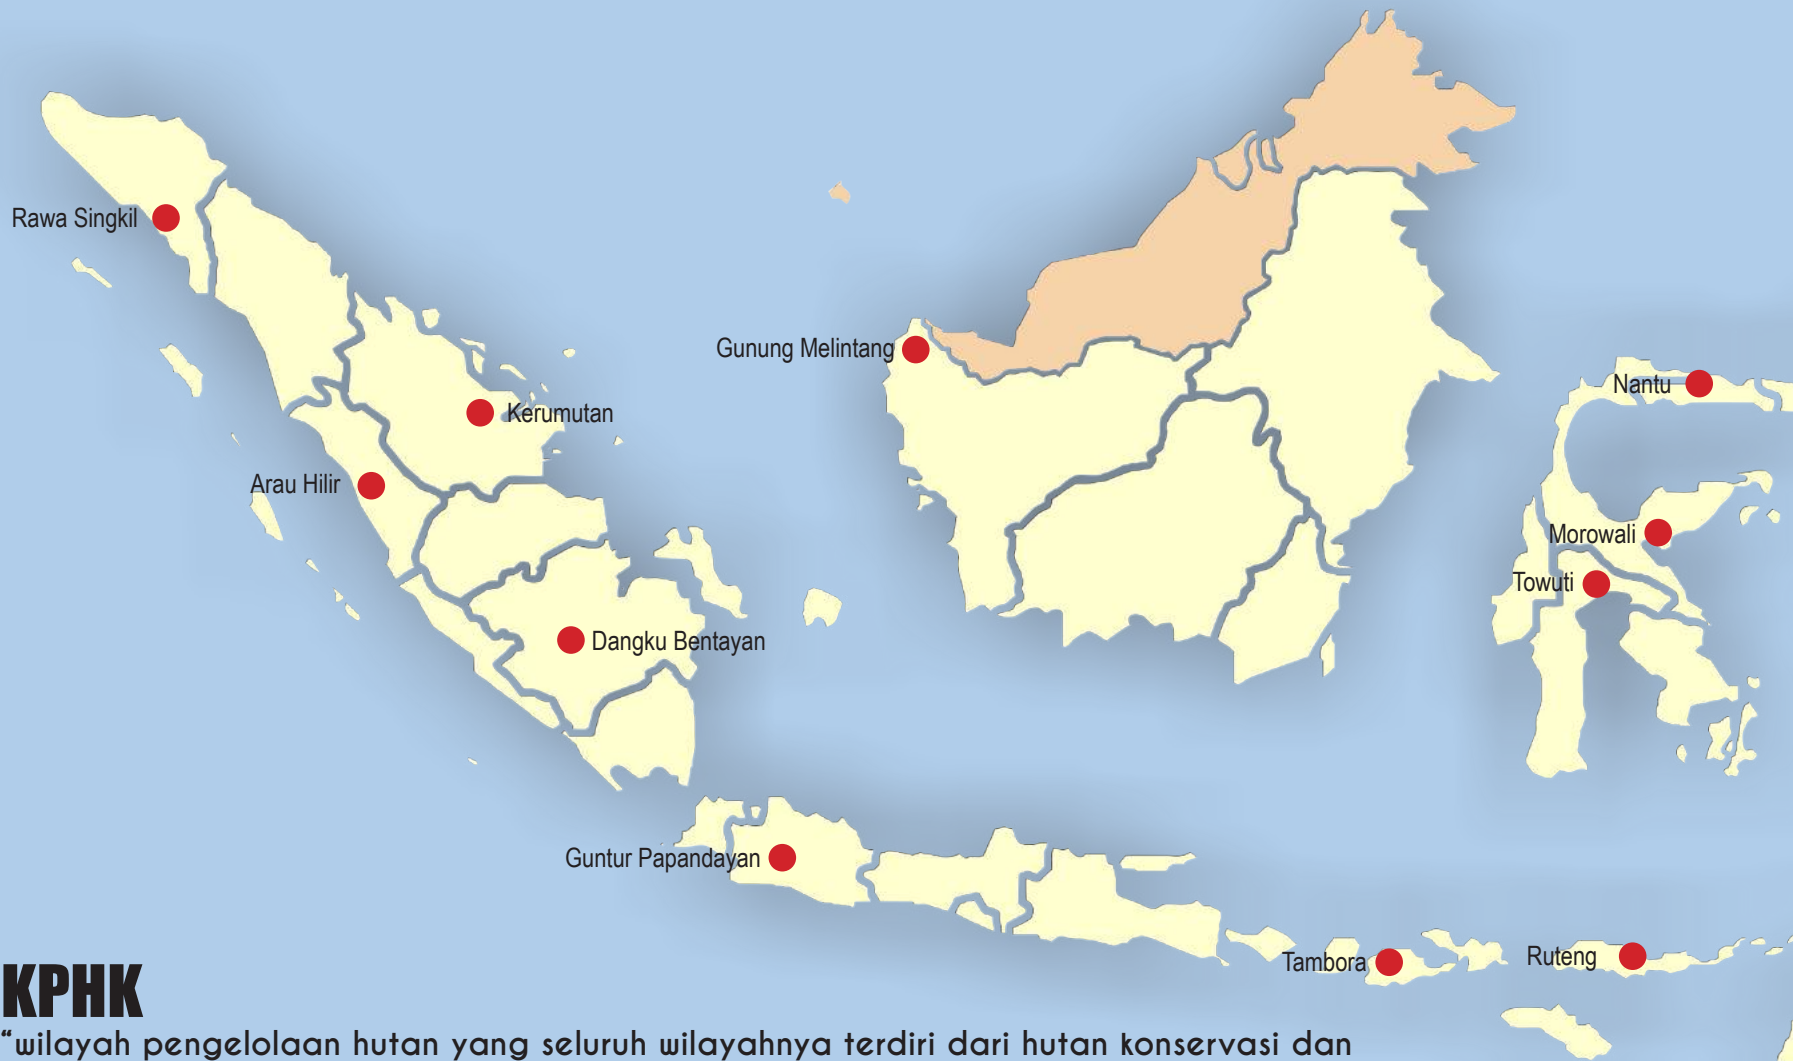 Rawa Singkil
Gunung Melintang
Nantu
Kerumutan
Arau Hilir
Morowali
Towuti
Dangku Bentayan
Guntur Papandayan
Tambora
Ruteng
KPHK
“wilayah pengelolaan hutan yang seluruh wilayahnya terdiri dari hutan konservasi dan